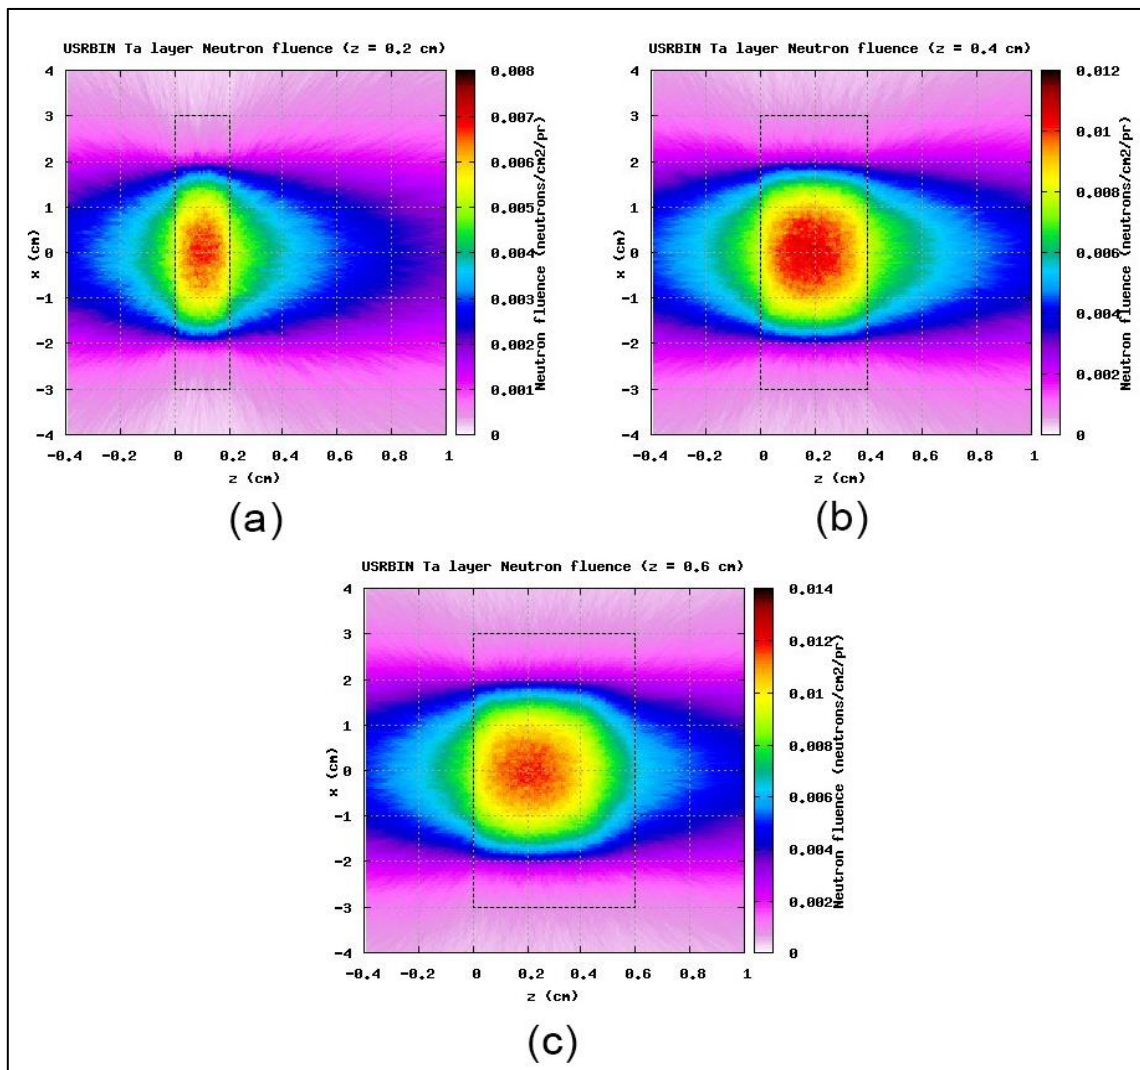 USRBIN Ta layer Neutron fluence (z = 0.2 cm)
4
3
2
1
0
-1
-2
-3
-4
x (cm)
-0.4 -0.2 0 0.2 0.4 0.6 0.8 1
z (cm)
0.008
0.007
0.006
0.005
0.004
0.003
0.002
0.001
0
Neutron fluence (neutrons/cm2/pr)
(a)
USRBIN Ta layer Neutron fluence (z = 0.4 cm)
4
3
2
1
0
-1
-2
-3
-4
x (cm)
-0.4 -0.2 0 0.2 0.4 0.6 0.8 1
z (cm)
0.012
0.01
0.008
0.006
0.004
0.002
0
Neutron fluence (neutrons/cm2/pr)
(b)
USRBIN Ta layer Neutron fluence (z = 0.6 cm)
4
3
2
1
0
-1
-2
-3
-4
x (cm)
-0.4 -0.2 0 0.2 0.4 0.6 0.8 1
z (cm)
0.014
0.012
0.01
0.008
0.006
0.004
0.002
0
Neutron fluence (neutrons/cm2/pr)
(c)